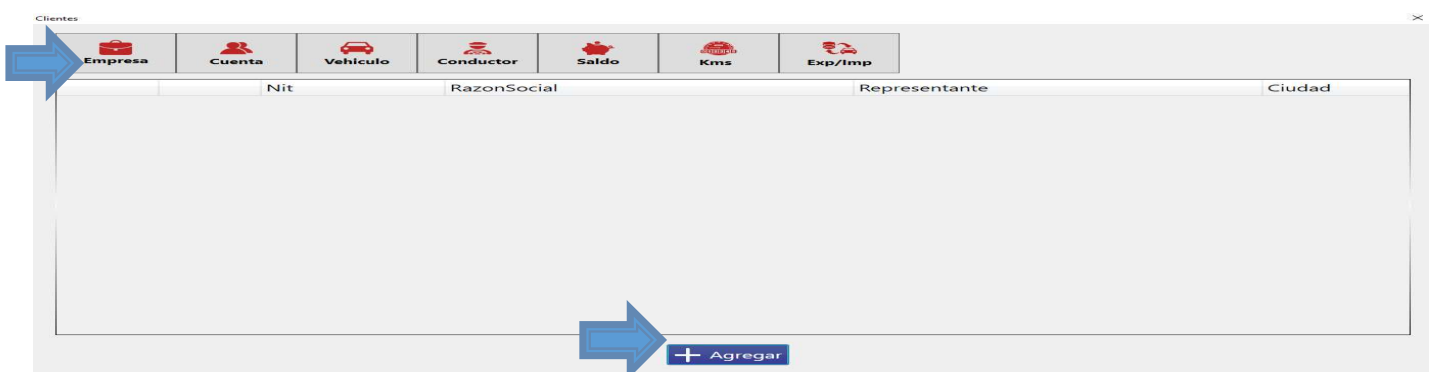 Clientes
Empresa Cuenta Vehiculo Conductor Saldo Kms Exp/Imp
Nit RazonSocial Representante Ciudad
Agregar